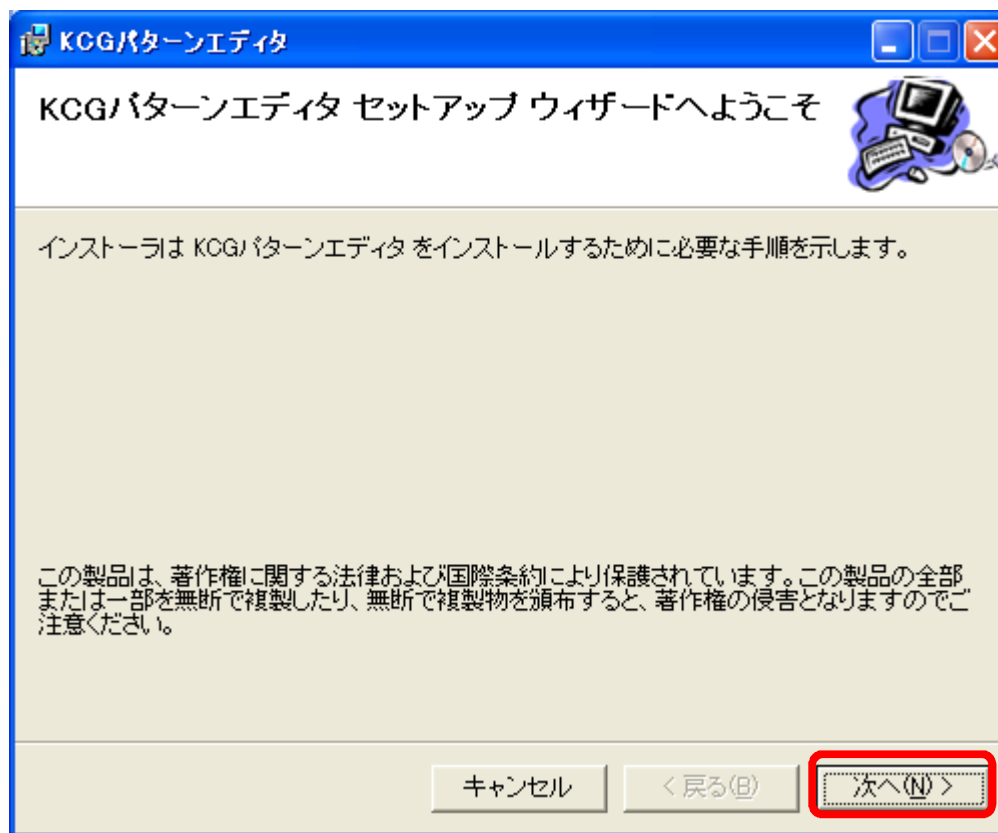 KCGパターンエディタ
KCGパターンエディタ セットアップ ウィザードへようこそ
インストーラは KCGパターンエディタ をインストールするために必要な手順を示します。
この製品は、著作権に関する法律および国際条約により保護されています。この製品の全部
または一部を無断で複製したり、無断で複製物を頒布すると、著作権の侵害となりますのでご
注意ください。
キャンセル
< 戻る(B)
次へ(N) >